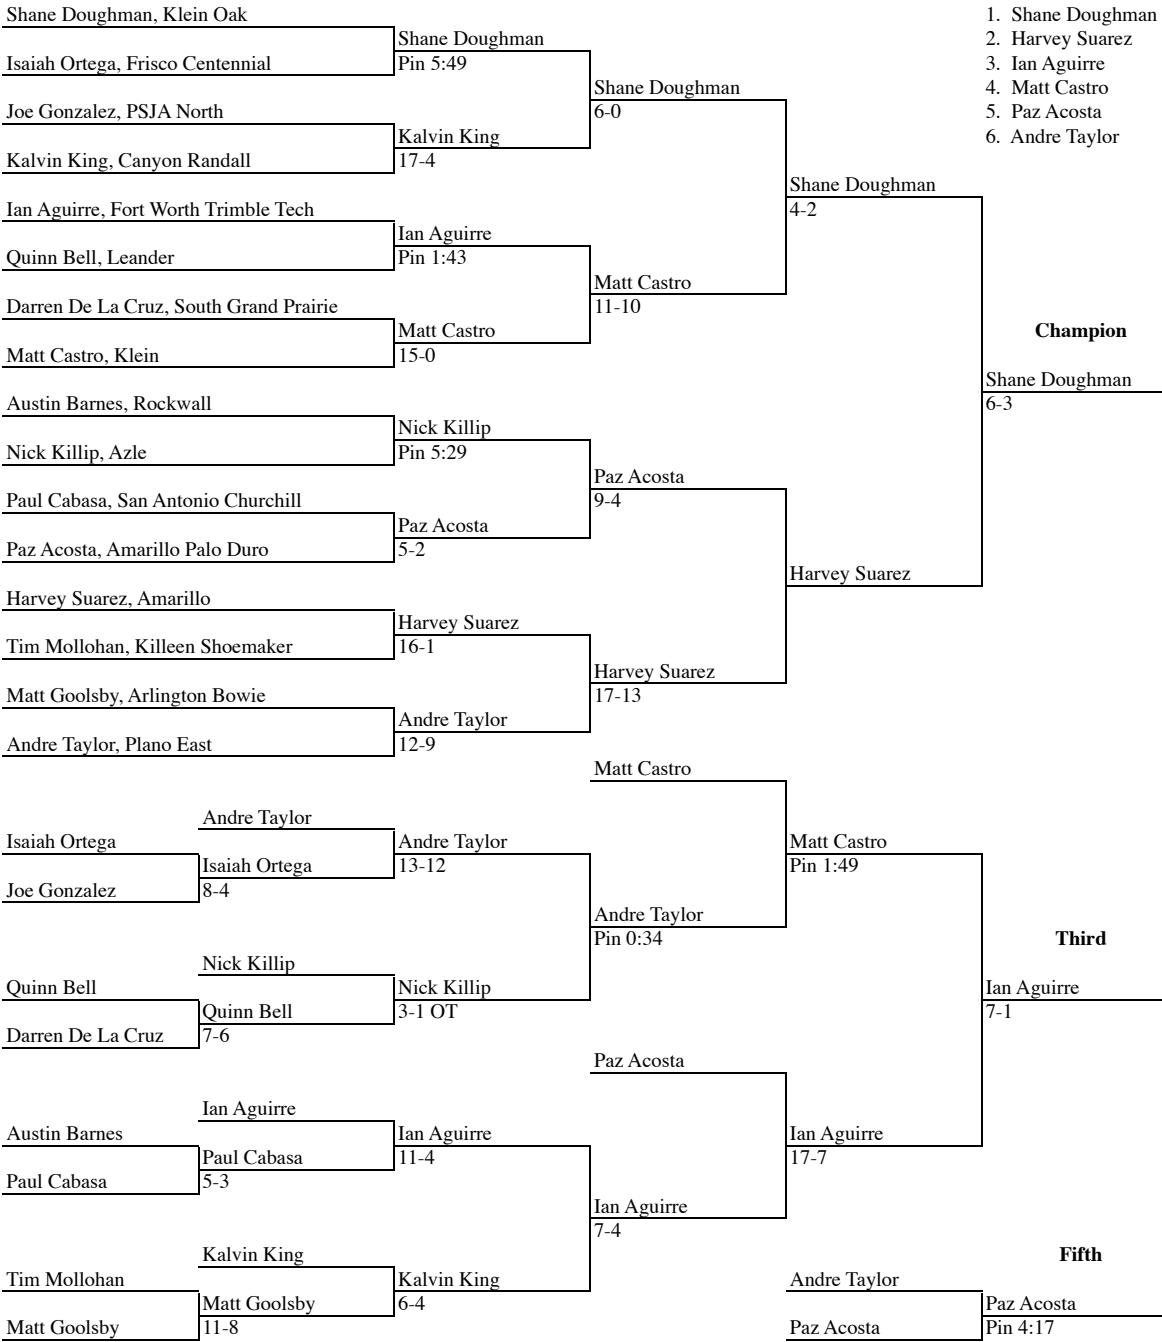 Shane Doughman, Klein Oak
Isaiah Ortega, Frisco Centennial
Joe Gonzalez, PSJA North
Kalvin King, Canyon Randall
Ian Aguirre, Fort Worth Trimble Tech
Quinn Bell, Leander
Darren De La Cruz, South Grand Prairie
Matt Castro, Klein
Austin Barnes, Rockwall
Nick Killip, Azle
Paul Cabasa, San Antonio Churchill
Paz Acosta, Amarillo Palo Duro
Harvey Suarez, Amarillo
Tim Mollohan, Killeen Shoemaker
Matt Goolsby, Arlington Bowie
Andre Taylor, Plano East
Shane Doughman
Pin 5:49
Kalvin King
17-4
Ian Aguirre
Pin 1:43
Matt Castro
15-0
Nick Killip
Pin 5:29
Paz Acosta
5-2
Harvey Suarez
16-1
Andre Taylor
12-9
Shane Doughman
6-0
Matt Castro
11-10
Paz Acosta
9-4
Harvey Suarez
17-13
Shane Doughman
4-2
Harvey Suarez
Champion
Shane Doughman
6-3
1. Shane Doughman
2. Harvey Suarez
3. Ian Aguirre
4. Matt Castro
5. Paz Acosta
6. Andre Taylor
Isaiah Ortega
Joe Gonzalez
Quinn Bell
Darren De La Cruz
Austin Barnes
Paul Cabasa
Tim Mollohan
Matt Goolsby
Andre Taylor
Isaiah Ortega
8-4
Nick Killip
Quinn Bell
7-6
Ian Aguirre
Paul Cabasa
5-3
Kalvin King
Matt Goolsby
11-8
Andre Taylor
13-12
Nick Killip
3-1 OT
Ian Aguirre
11-4
Kalvin King
6-4
Matt Castro
Andre Taylor
Pin 0:34
Paz Acosta
Ian Aguirre
7-4
Matt Castro
Pin 1:49
Ian Aguirre
17-7
Third
Ian Aguirre
7-1
Fifth
Andre Taylor
Paz Acosta
Paz Acosta
Pin 4:17